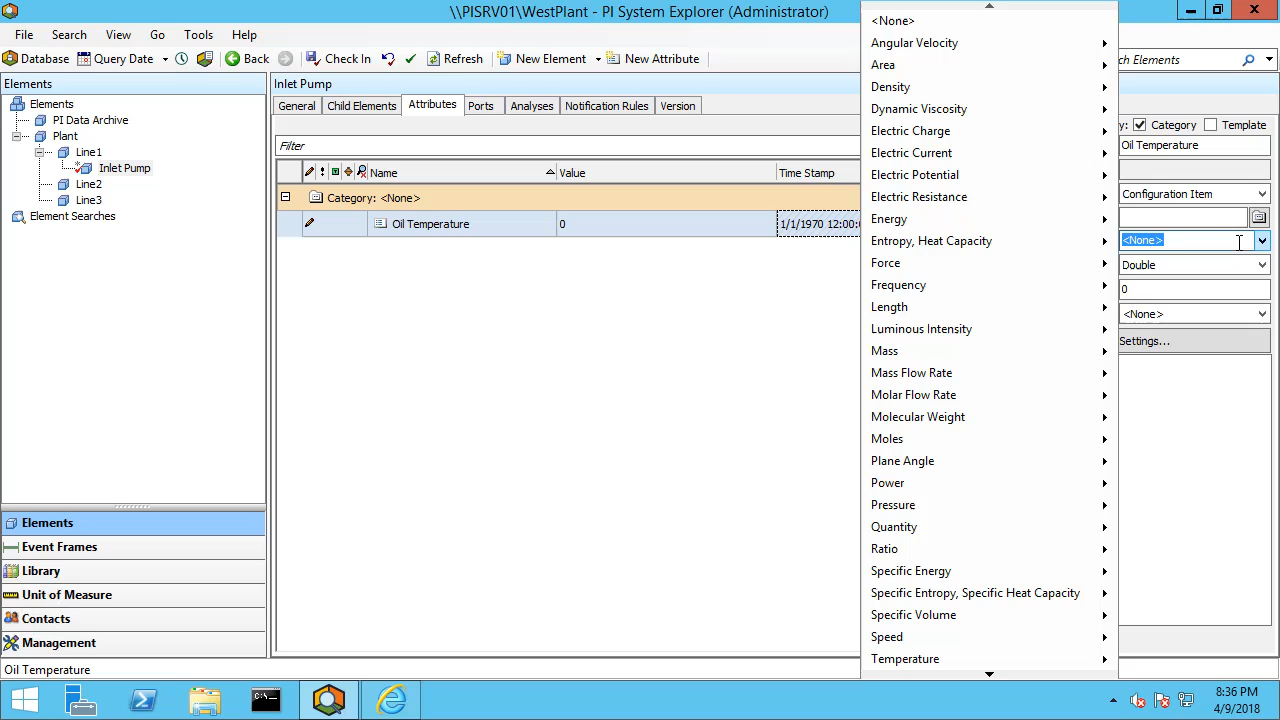 \\PISRV01\WestPlant - PI System Explorer (Administrator)
File Search View Go Tools Help
Database Query Date Back Check In Refresh New Element New Attribute
Elements
Elements
PI Data Archive
Plant
Line1
Inlet Pump
Line2
Line3
Element Searches
Elements
Event Frames
Library
Unit of Measure
Contacts
Management
Inlet Pump
General Child Elements Attributes Ports Analyses Notification Rules Version
Filter
Name Value Time Stamp
Category: <None>
Oil Temperature 0 1/1/1970 12:00:
<None>
Angular Velocity
Area
Density
Dynamic Viscosity
Electric Charge
Electric Current
Electric Potential
Electric Resistance
Energy
Entropy, Heat Capacity
Force
Frequency
Length
Luminous Intensity
Mass
Mass Flow Rate
Molar Flow Rate
Molecular Weight
Moles
Plane Angle
Power
Pressure
Quantity
Ratio
Specific Energy
Specific Entropy, Specific Heat Capacity
Specific Volume
Speed
Temperature
ch Elements
y: Category Template
Oil Temperature
Configuration Item
<None>
Double
0
<None>
Settings...
Oil Temperature
8:36 PM
4/9/2018